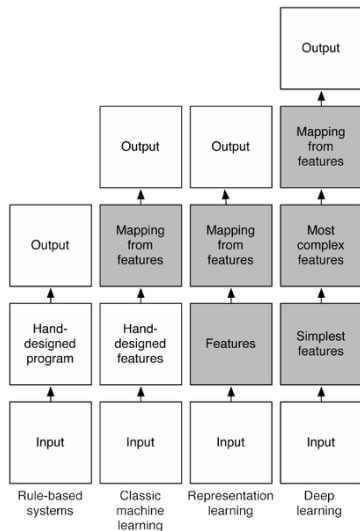 Output
Output
Output
Mapping
from
features
Output
Mapping
from
features
Mapping
from
features
Most
complex
features
Hand-
designed
program
Hand-
designed
features
Features
Simplest
features
Input
Input
Input
Input
Rule-based
systems
Classic
machine
learning
Representation
learning
Deep
learning